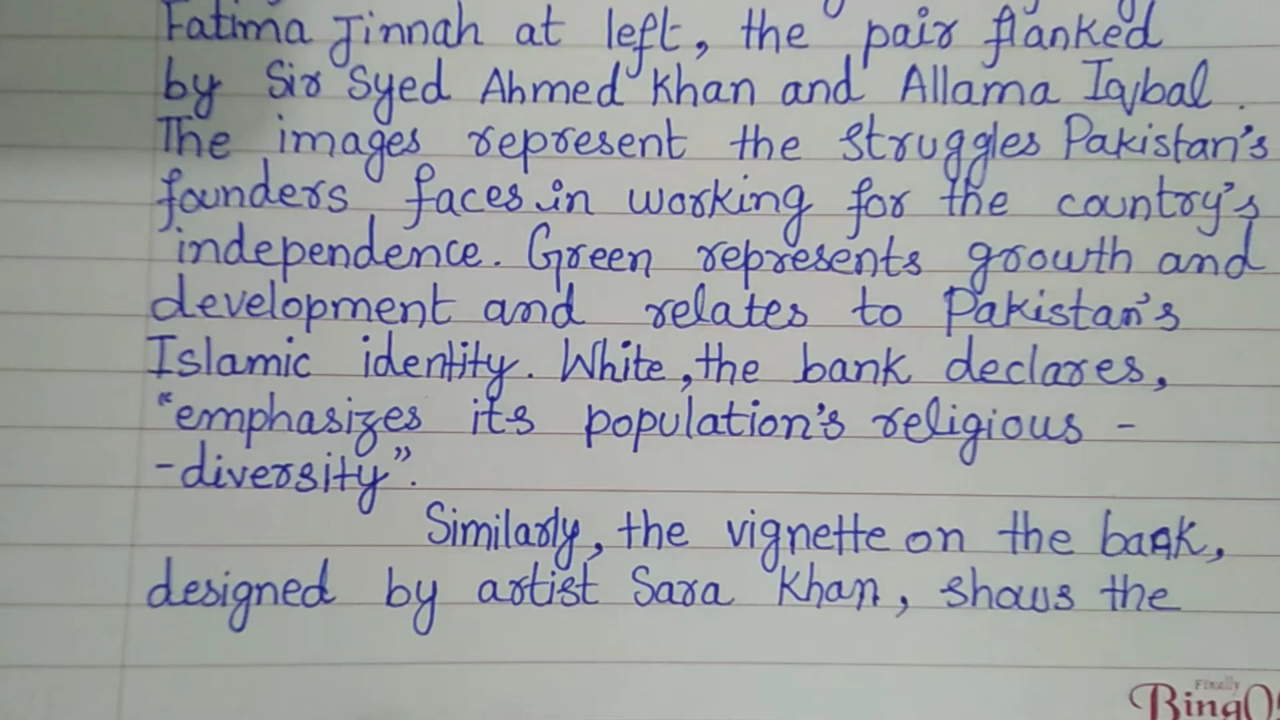 Fatima Jinnah at left, the pair flanked
by Sir Syed Ahmed Khan and Allama Iqbal.
The images represent the struggles Pakistan's
founders faces in working for the country's
independence. Green represents growth and
development and relates to Pakistan's
Islamic identity. White, the bank declares,
"emphasizes its population's religious -
-diversity".
Similarly, the vignette on the back,
designed by artist Sara Khan, shows the
Finally